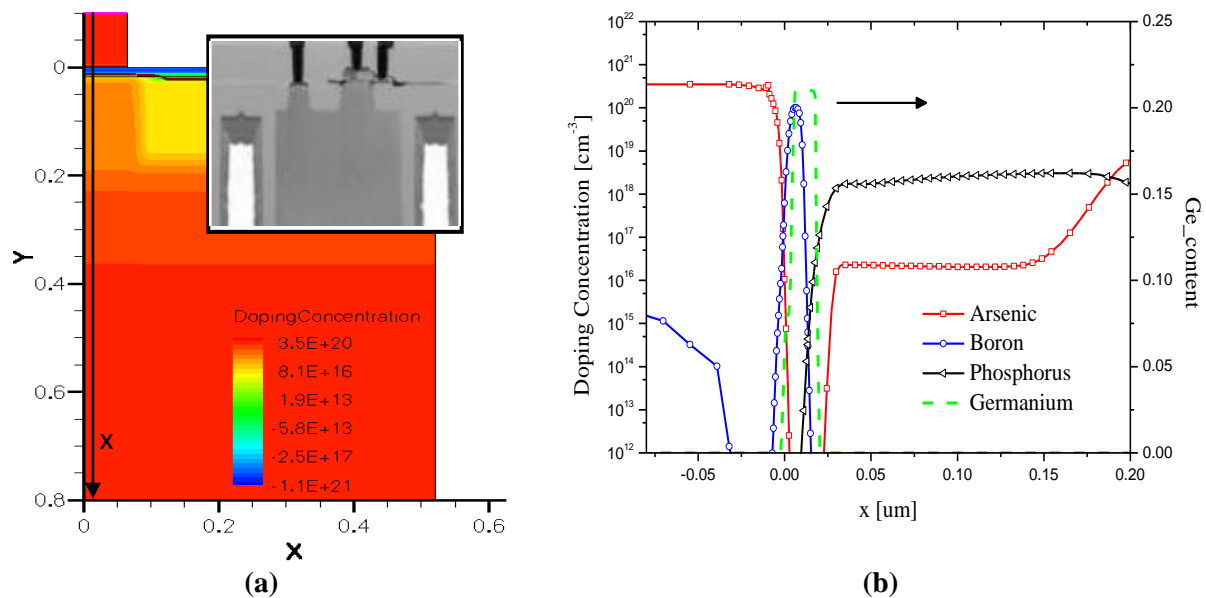 0
0.2
0.4
0.6
0.8
Y
X
DopingConcentration
3.5E+20
8.1E+16
1.9E+13
-5.8E+13
-2.5E+17
-1.1E+21
0 0.2 0.4 0.6
X
(a)
10^22
10^21
10^20
10^19
10^18
10^17
10^16
10^15
10^14
10^13
10^12
Doping Concentration [cm^-3]
0.25
0.20
0.15
0.10
0.05
0.00
Ge_content
Arsenic
Boron
Phosphorus
Germanium
-0.05 0.00 0.05 0.10 0.15 0.20
x [um]
(b)